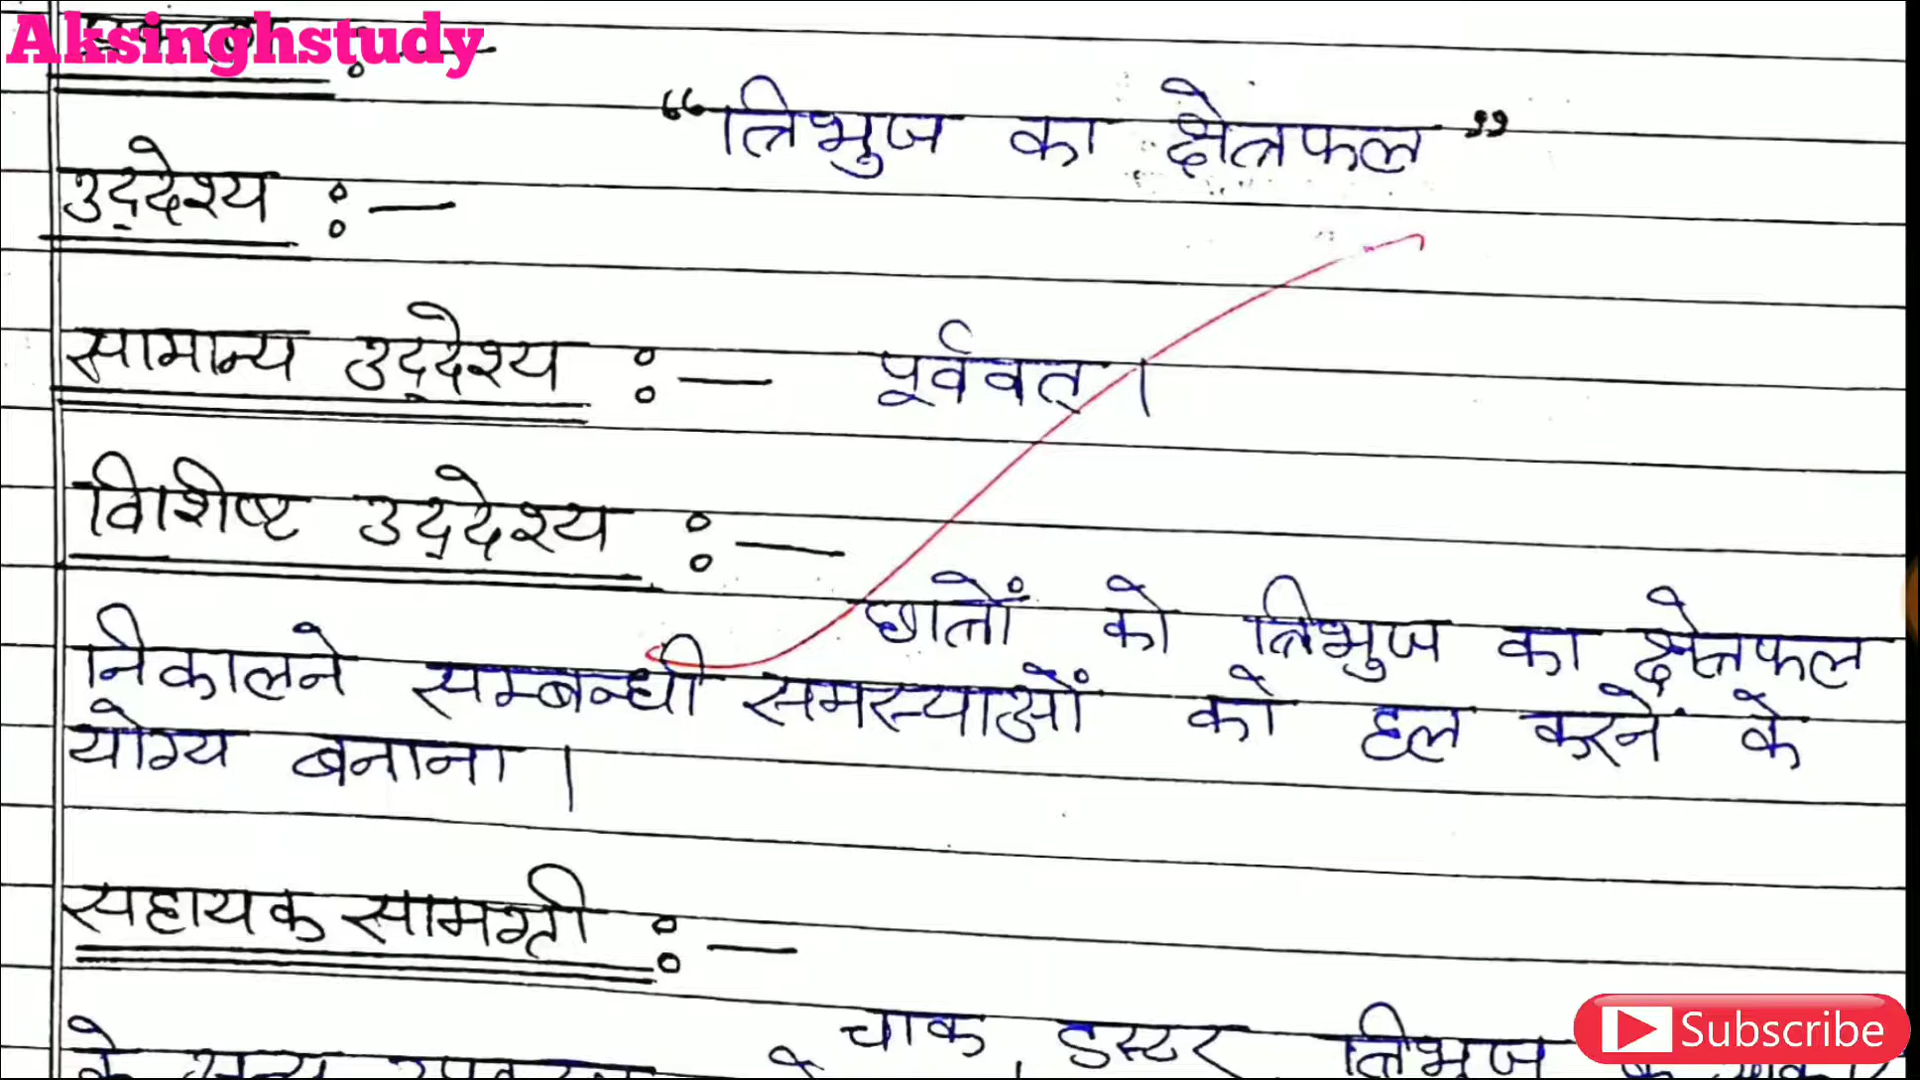 Aksinghstudy
:-
“त्रिभुज का क्षेत्रफल”
उद्देश्य :-
सामान्य उद्देश्य :- पूर्ववत् ।
विशिष्ट उद्देश्य :-
छात्रों को त्रिभुज का क्षेत्रफल
निकालने सम्बन्धी समस्याओं को हल करने के
योग्य बनाना ।
सहायक सामग्री :-
चाक, डस्टर, त्रिभुज
के
Subscribe